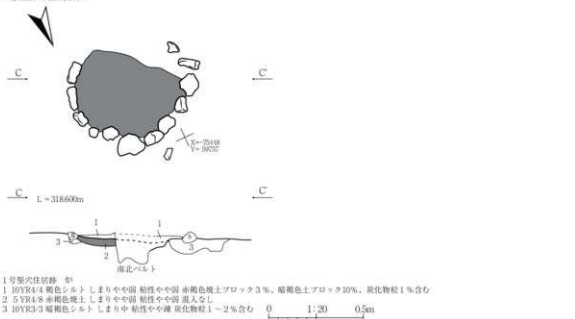 C
C'
X=-75448
Y= 59757
C
L = 318.600m
C'
1
1
3
2
3
南北ベルト
1号竪穴住居跡 炉
1 10YR4/4 褐色シルト しまりやや弱 粘性やや弱 赤褐色焼土ブロック3%、暗褐色土ブロック10%、炭化物粒1%含む
2 5YR4/8 赤褐色焼土 しまりやや弱 粘性やや弱 混入なし
3 10YR3/3 暗褐色シルト しまり中 粘性やや弱 炭化物粒1~2%含む
0 1:20 0.5m